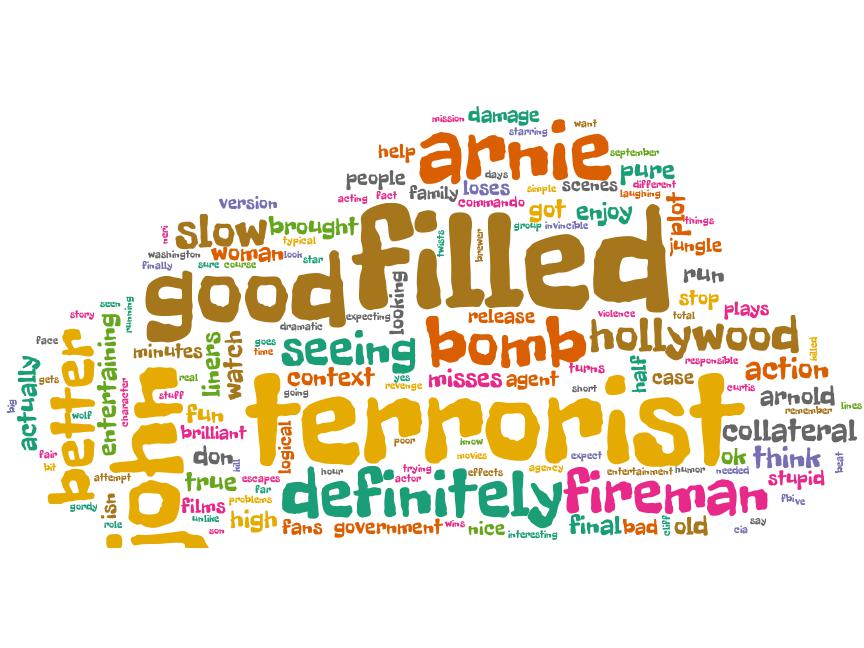 mission damage
starring want
help arnie september
people days pure
family loses simple scenes different
acting fact commando laughing
version got enjoy plot things
neri slow brought filled group invincible
typical twists brewer jungle
washington woman look star
finally sure course
good looking run
seen running expecting stop
story dramatic release violence total plays
face better entertaining minutes liners watch goes time seeing bomb hollywood killed
actually gets real context yes misses agent turns half case responsible action
big wolf character stuff going revenge short curtis arnold
john fun terrorist remember lines
fair brilliant logical poor know collateral
bit don hill movies expect ok think beat
attempt true escapes hour trying effects agency entertainment humor needed stupid
isn films far actor definitely fireman fbi ve
gordy unlike problems
role high fans government wins nice final bad cliff old say
son interesting cia